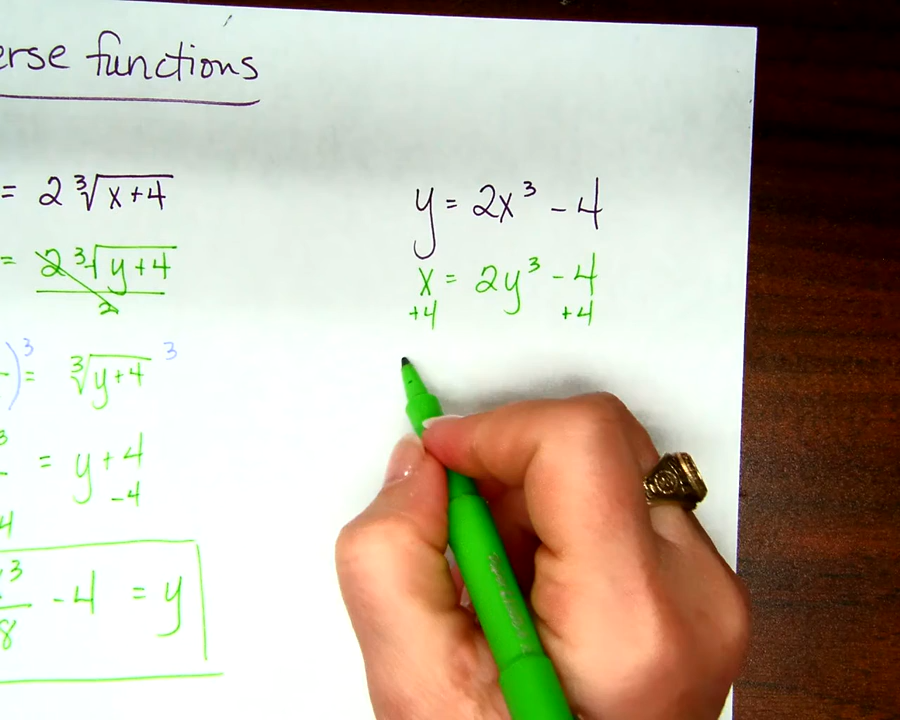 erse functions
= 2 ∛(x+4)
= 2 ∛(y+4)
2
)³ = ∛(y+4) ³
3
= y + 4
-4
4
x³/8 - 4 = y
y = 2x³ - 4
x = 2y³ - 4
+4 +4